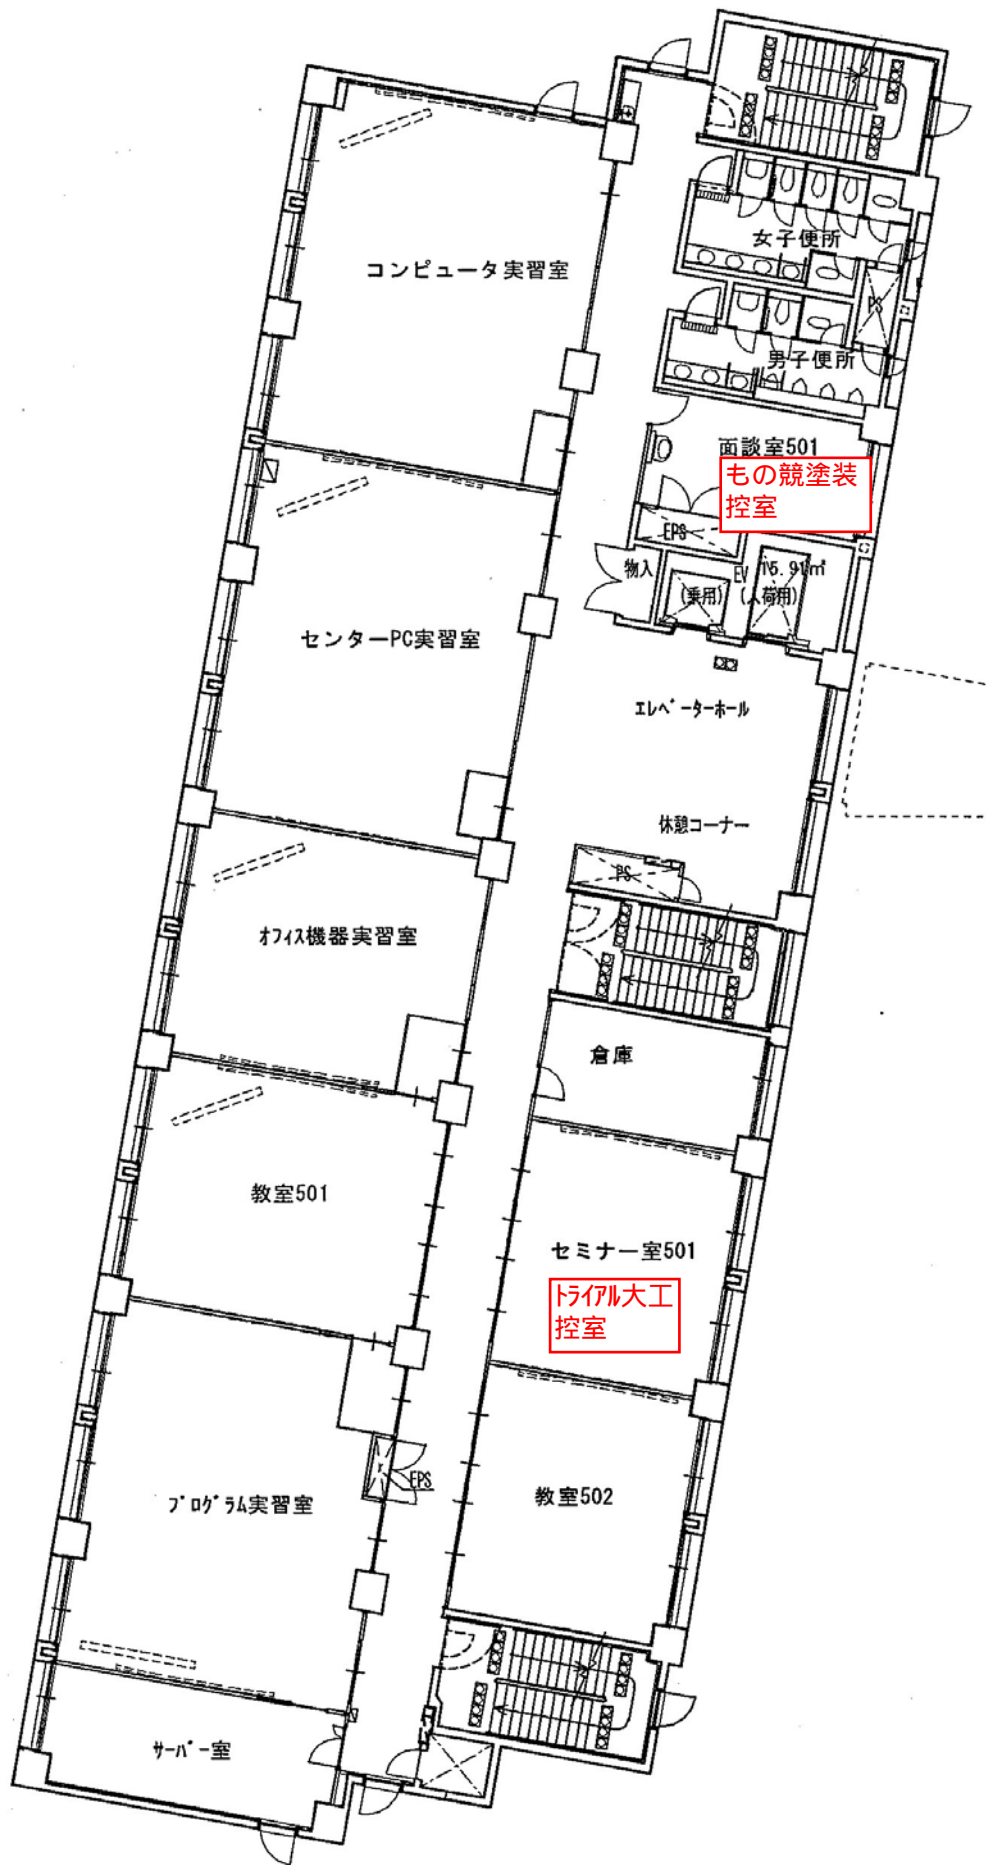 女子便所
コンピュータ実習室
PS
男子便所
面談室501
もの競塗装
控室
EPS
物入
EV
15.91㎡
(乗用)
(人荷用)
センターPC実習室
エレベーターホール
休憩コーナー
PS
オフィス機器実習室
倉庫
教室501
セミナー室501
トライアル大工
控室
EPS
プログラム実習室
教室502
サーバー室